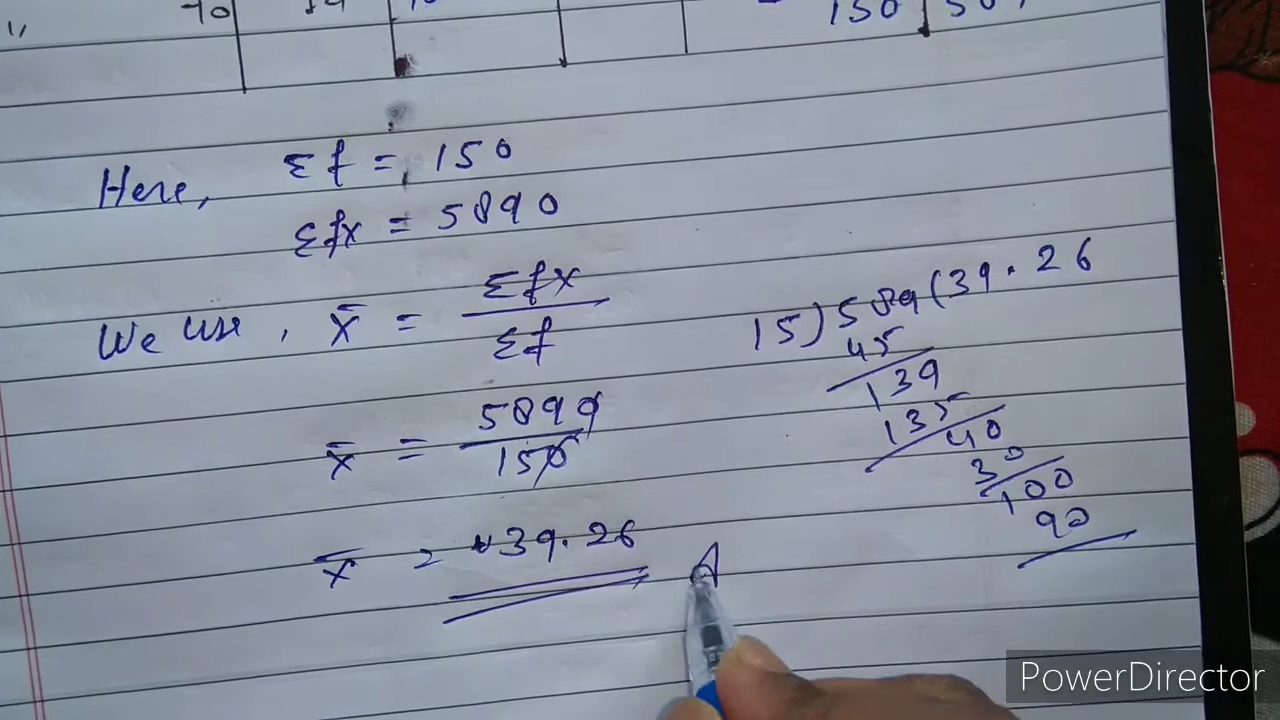 150
Here, Σf = 150
Σfx = 5890
We use, x̄ = Σfx / Σf
x̄ = 5890 / 150
x̄ = 39.26 A
15) 589 (39.26
45
139
135
40
30
100
90
PowerDirector